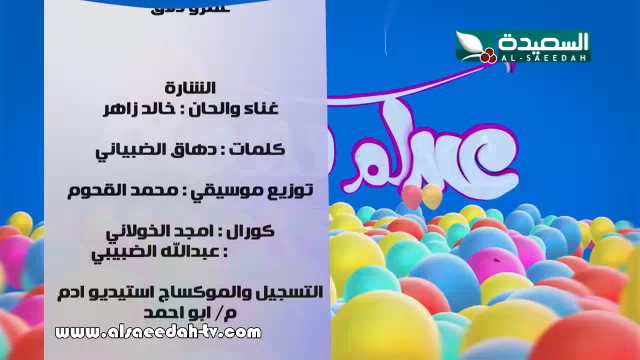 السعيدة
AL-SAEEDAH
الشارة
غناء والحان : خالد زاهر
كلمات : دهاق الضبياني
توزيع موسيقي : محمد القحوم
كورال : امجد الخولاني
: عبدالله الضبيبي
التسجيل والموكساج استيديو ادم
م/ ابو احمد
www.alsaeedah-tv.com